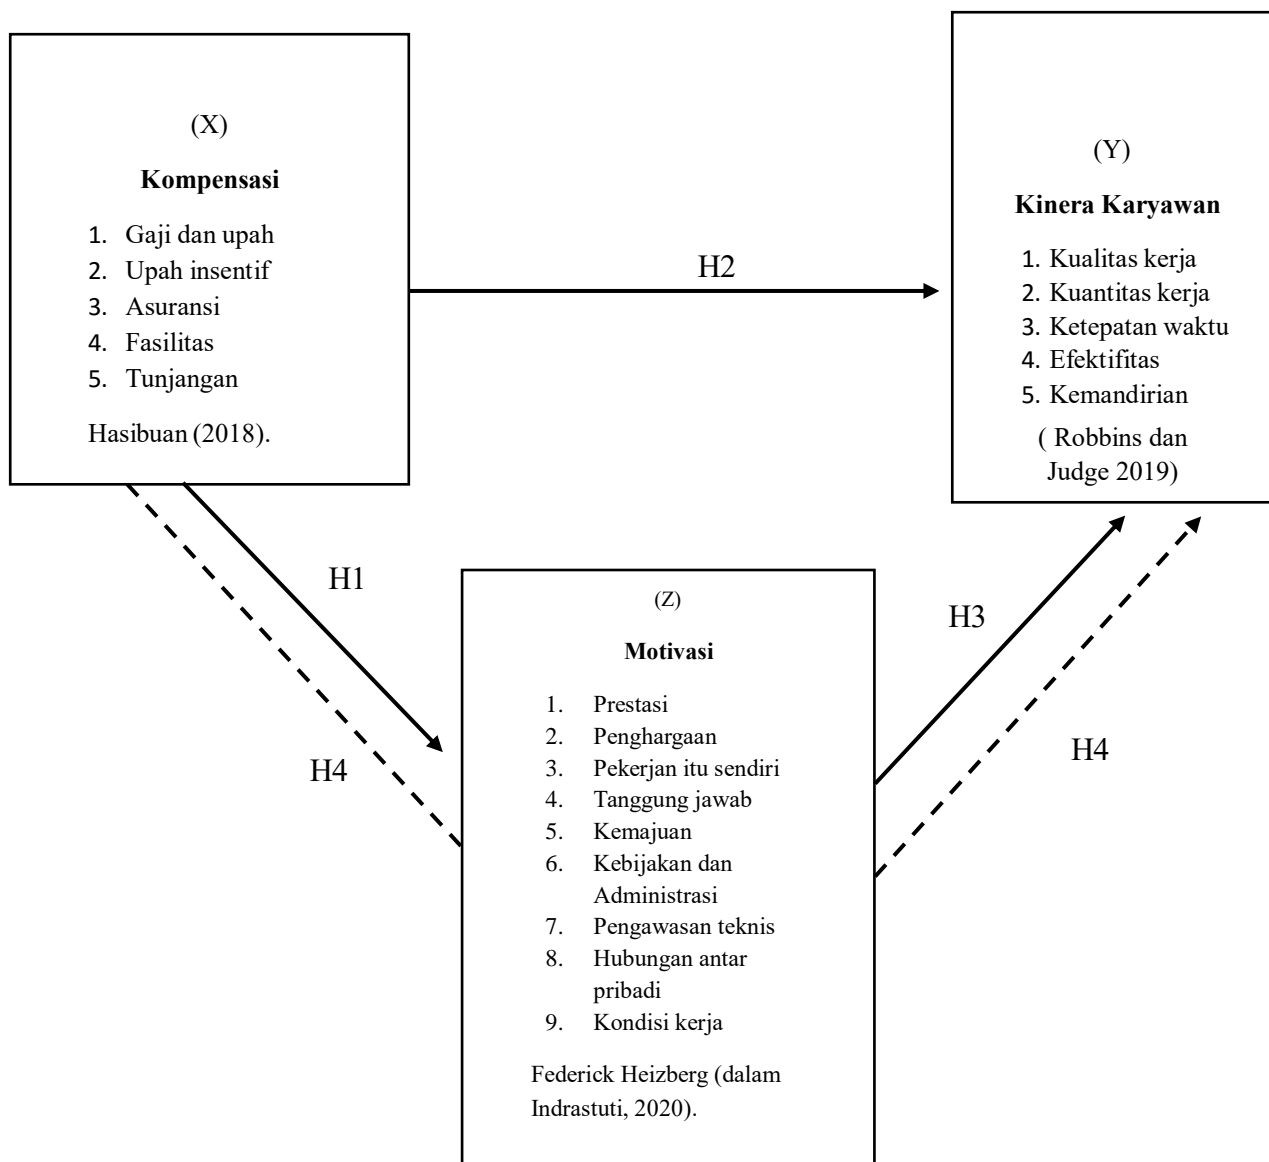 (X)
Kompensasi
1. Gaji dan upah
2. Upah insentif
3. Asuransi
4. Fasilitas
5. Tunjangan
Hasibuan (2018).
H2
(Y)
Kinera Karyawan
1. Kualitas kerja
2. Kuantitas kerja
3. Ketepatan waktu
4. Efektifitas
5. Kemandirian
( Robbins dan
Judge 2019)
H1
H4
(Z)
Motivasi
1. Prestasi
2. Penghargaan
3. Pekerjan itu sendiri
4. Tanggung jawab
5. Kemajuan
6. Kebijakan dan
Administrasi
7. Pengawasan teknis
8. Hubungan antar
pribadi
9. Kondisi kerja
Federick Heizberg (dalam
Indrastuti, 2020).
H3
H4